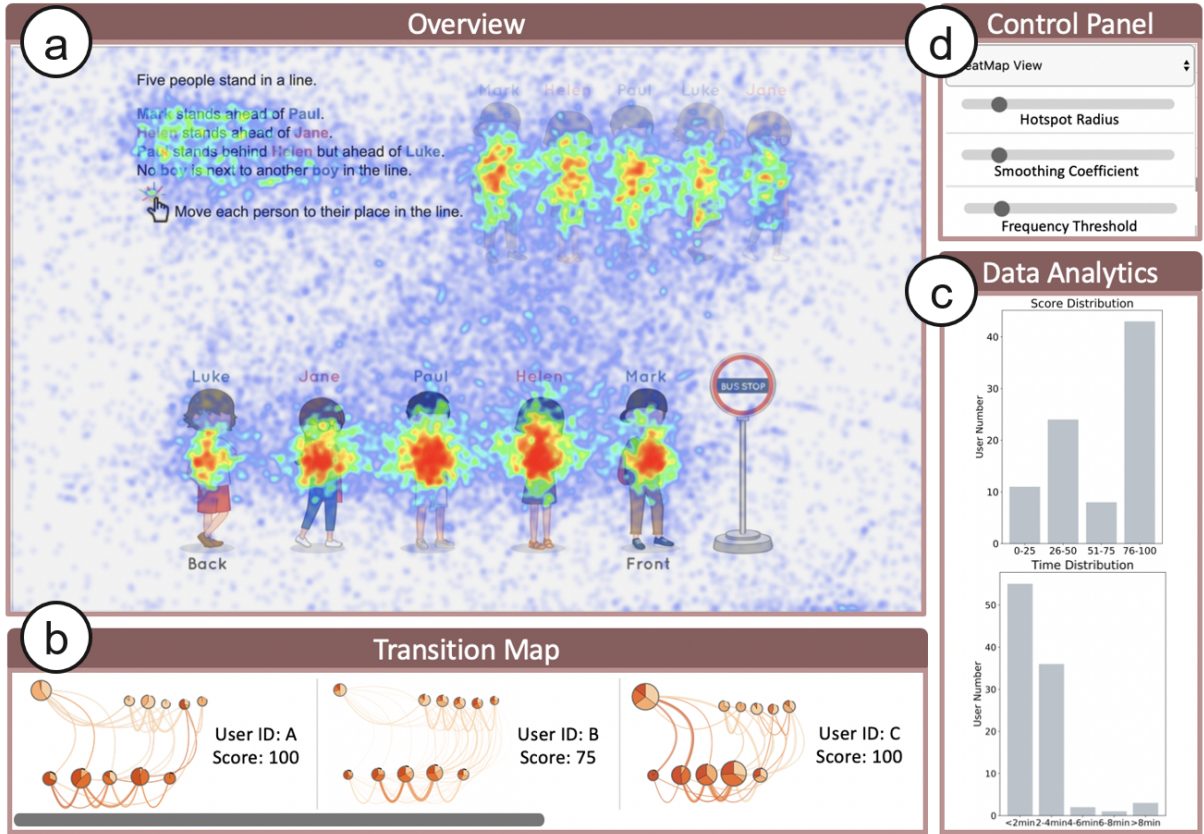 a
Overview
Five people stand in a line.
Mark stands ahead of Paul.
Helen stands ahead of Jane.
Paul stands behind Helen but ahead of Luke.
No boy is next to another boy in the line.
Move each person to their place in the line.
Mark Helen Paul Luke Jane
Luke Jane Paul Helen Mark
BUS STOP
Back Front
b
Transition Map
User ID: A
Score: 100
User ID: B
Score: 75
User ID: C
Score: 100
d
Control Panel
eatMap View
Hotspot Radius
Smoothing Coefficient
Frequency Threshold
c
Data Analytics
Score Distribution
User Number
40
30
20
10
0
0-25 26-50 51-75 76-100
Time Distribution
User Number
50
40
30
20
10
0
<2min 2-4min 4-6min 6-8min >8min